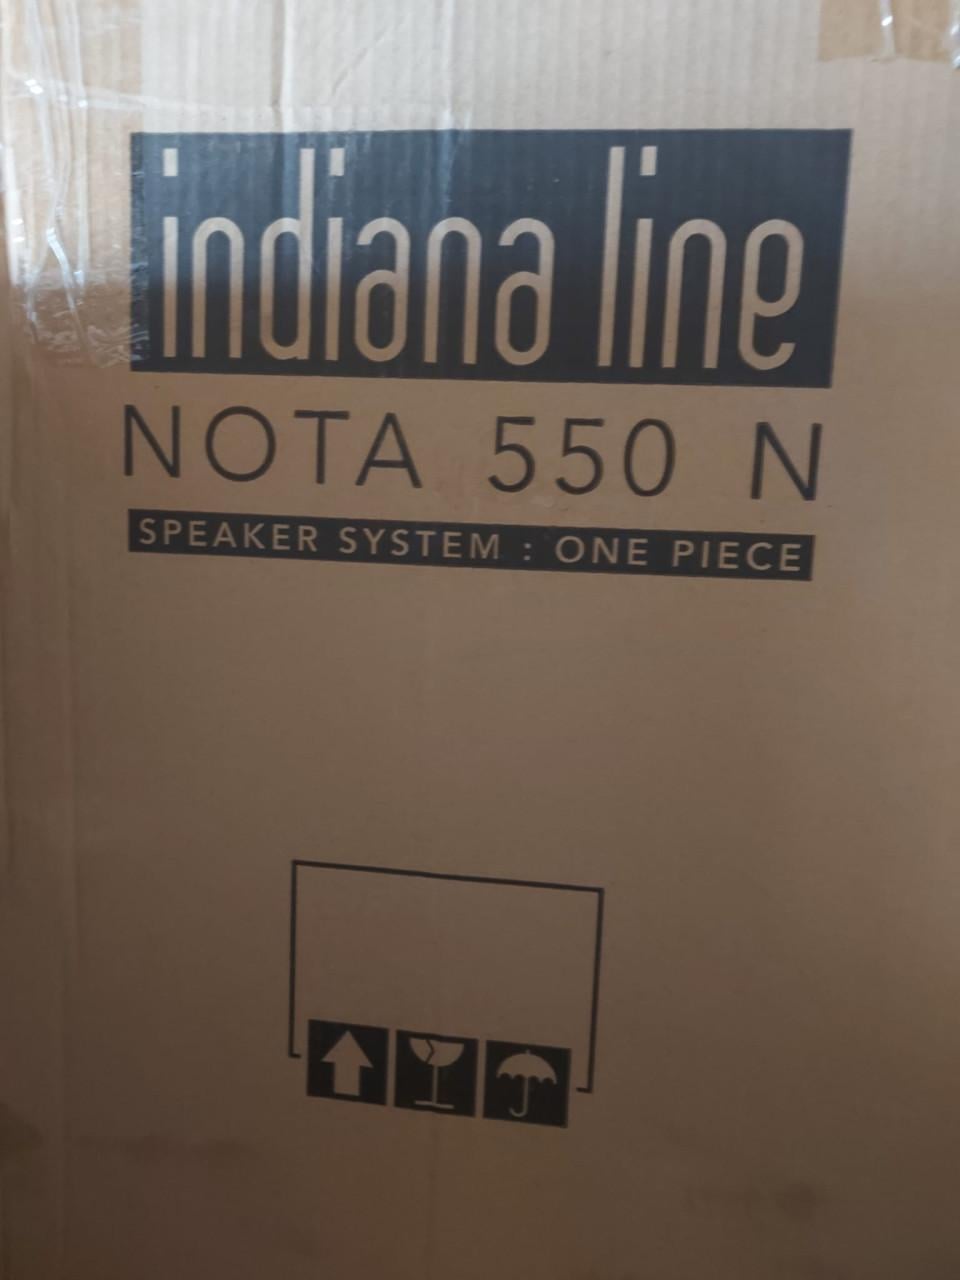 indiana line
NOTA 550 N
SPEAKER SYSTEM : ONE PIECE